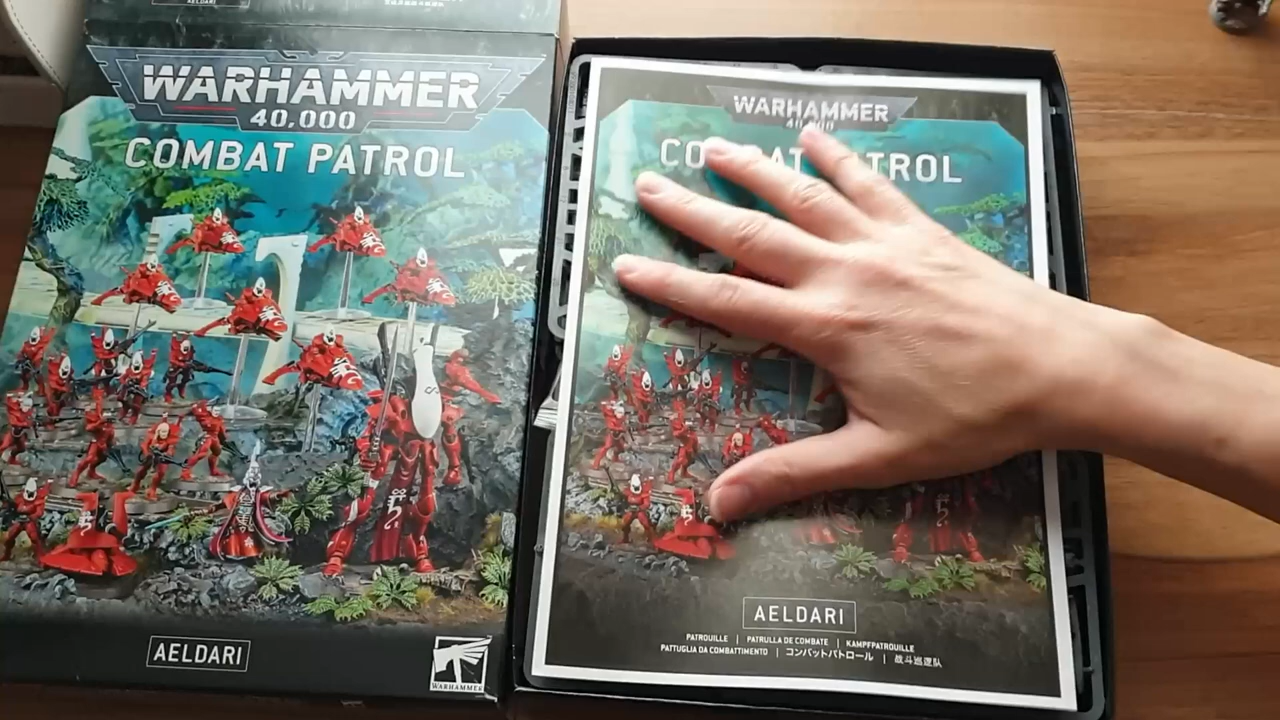 AELDARI
WARHAMMER
40,000
COMBAT PATROL
AELDARI
WARHAMMER
WARHAMMER
40,000
COMBAT PATROL
AELDARI
PATROUILLE | PATRULLA DE COMBATE | KAMPFPATROUILLE
PATTUGLIA DA COMBATTIMENTO | コンバットパトロール | 战斗巡逻队